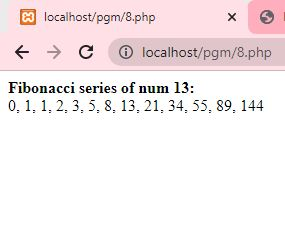 localhost/pgm/8.php
localhost/pgm/8.php
Fibonacci series of num 13:
0, 1, 1, 2, 3, 5, 8, 13, 21, 34, 55, 89, 144